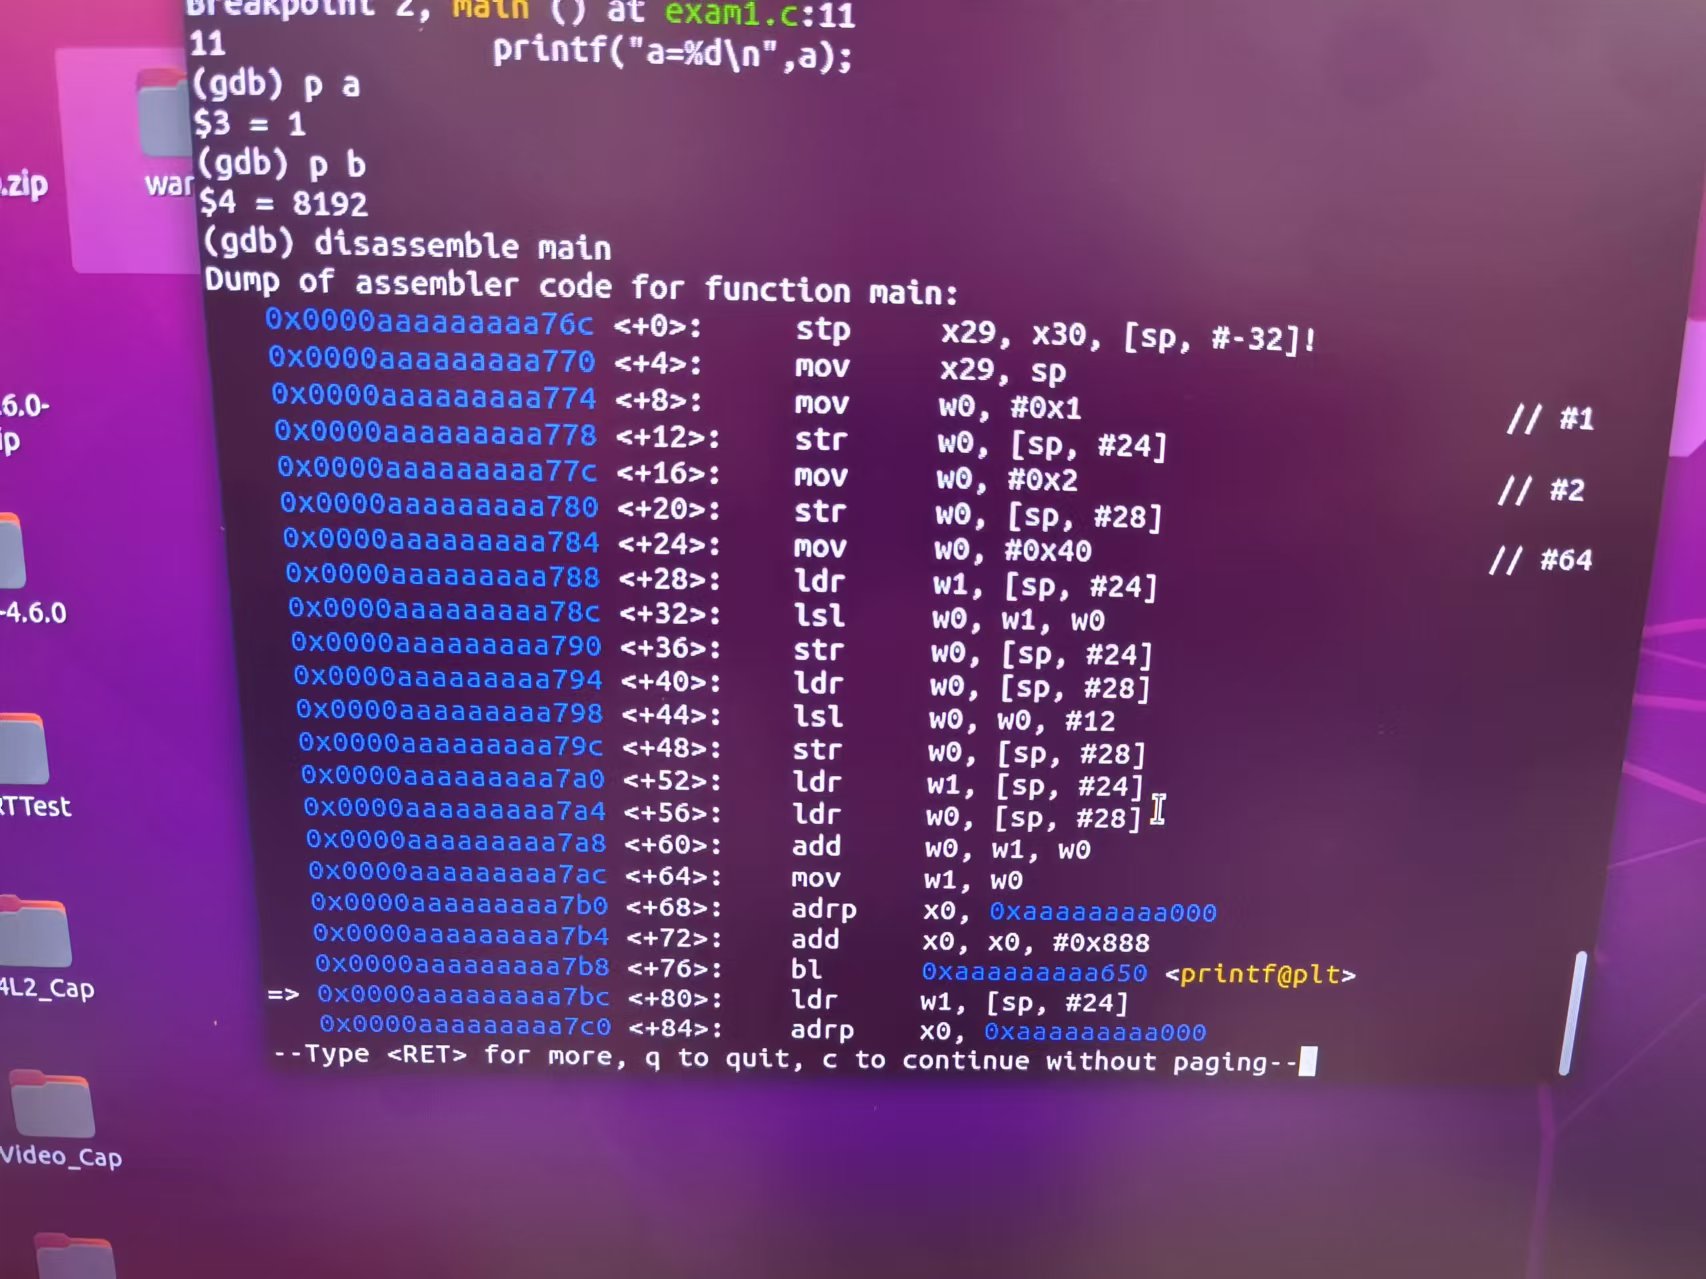 Breakpoint 2, main () at exam1.c:11
11 printf("a=%d\n",a);
(gdb) p a
$3 = 1
(gdb) p b
$4 = 8192
(gdb) disassemble main
Dump of assembler code for function main:
0x0000aaaaaaaaa76c <+0>: stp x29, x30, [sp, #-32]!
0x0000aaaaaaaaa770 <+4>: mov x29, sp
0x0000aaaaaaaaa774 <+8>: mov w0, #0x1 // #1
0x0000aaaaaaaaa778 <+12>: str w0, [sp, #24]
0x0000aaaaaaaaa77c <+16>: mov w0, #0x2 // #2
0x0000aaaaaaaaa780 <+20>: str w0, [sp, #28]
0x0000aaaaaaaaa784 <+24>: mov w0, #0x40 // #64
0x0000aaaaaaaaa788 <+28>: ldr w1, [sp, #24]
0x0000aaaaaaaaa78c <+32>: lsl w0, w1, w0
0x0000aaaaaaaaa790 <+36>: str w0, [sp, #24]
0x0000aaaaaaaaa794 <+40>: ldr w0, [sp, #28]
0x0000aaaaaaaaa798 <+44>: lsl w0, w0, #12
0x0000aaaaaaaaa79c <+48>: str w0, [sp, #28]
0x0000aaaaaaaaa7a0 <+52>: ldr w1, [sp, #24]
0x0000aaaaaaaaa7a4 <+56>: ldr w0, [sp, #28]
0x0000aaaaaaaaa7a8 <+60>: add w0, w1, w0
0x0000aaaaaaaaa7ac <+64>: mov w1, w0
0x0000aaaaaaaaa7b0 <+68>: adrp x0, 0xaaaaaaaaa000
0x0000aaaaaaaaa7b4 <+72>: add x0, x0, #0x888
0x0000aaaaaaaaa7b8 <+76>: bl 0xaaaaaaaaa650 <printf@plt>
=> 0x0000aaaaaaaaa7bc <+80>: ldr w1, [sp, #24]
0x0000aaaaaaaaa7c0 <+84>: adrp x0, 0xaaaaaaaaa000
--Type <RET> for more, q to quit, c to continue without paging--
.zip
war
.6.0-
ip
-4.6.0
RTTest
4L2_Cap
Video_Cap